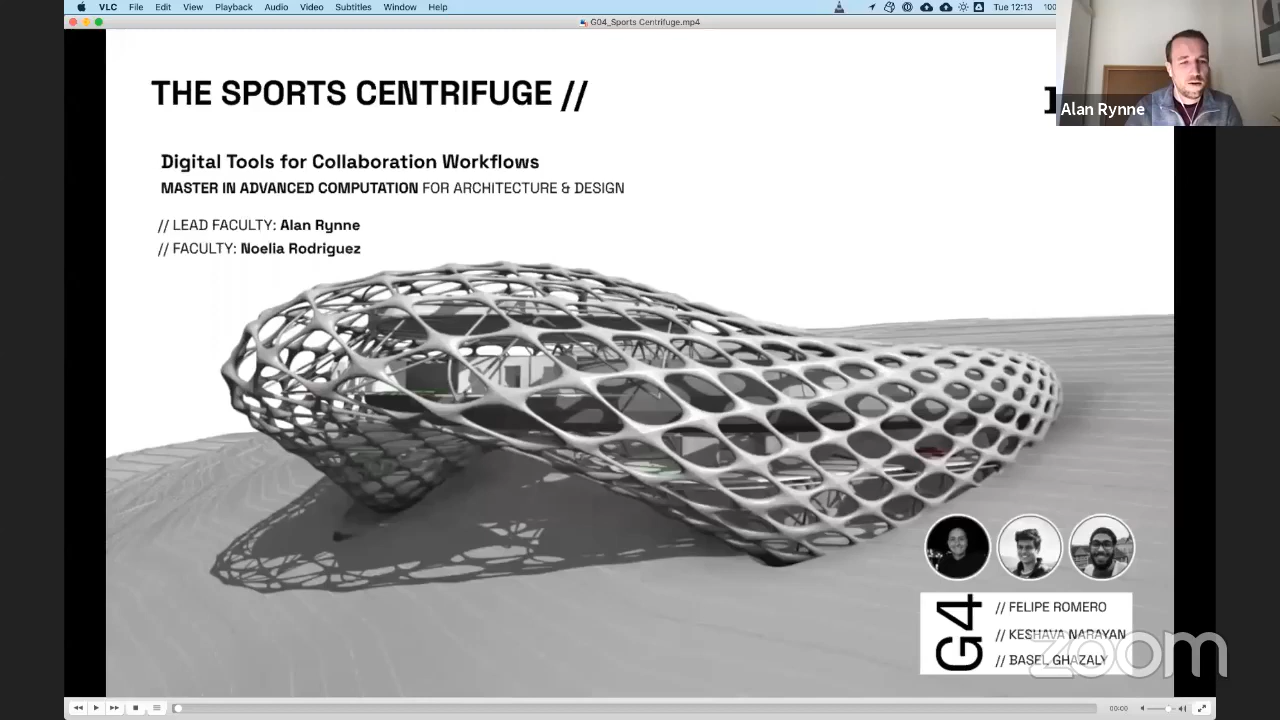 VLC File Edit View Playback Audio Video Subtitles Window Help
Tue 12:13
G04_Sports Centrifuge.mp4
Alan Rynne
THE SPORTS CENTRIFUGE //
Digital Tools for Collaboration Workflows
MASTER IN ADVANCED COMPUTATION FOR ARCHITECTURE & DESIGN
// LEAD FACULTY: Alan Rynne
// FACULTY: Noelia Rodriguez
G4
// FELIPE ROMERO
// KESHAVA NARAYAN
// BASEL GHAZALY
zoom
00:00